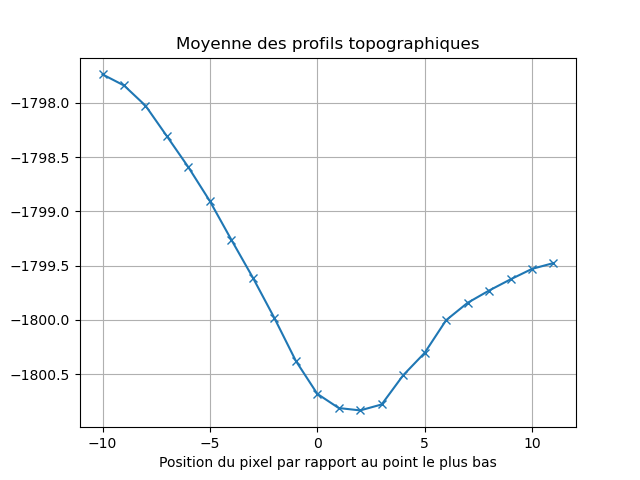 Moyenne des profils topographiques
−1798.0
−1798.5
−1799.0
−1799.5
−1800.0
−1800.5
−10 −5 0 5 10
Position du pixel par rapport au point le plus bas